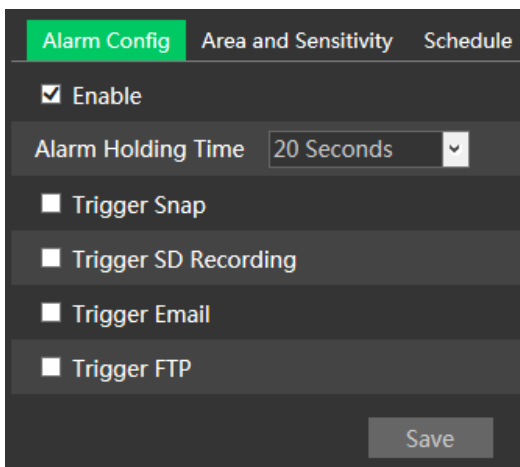 Alarm Config Area and Sensitivity Schedule
Enable
Alarm Holding Time 20 Seconds
Trigger Snap
Trigger SD Recording
Trigger Email
Trigger FTP
Save